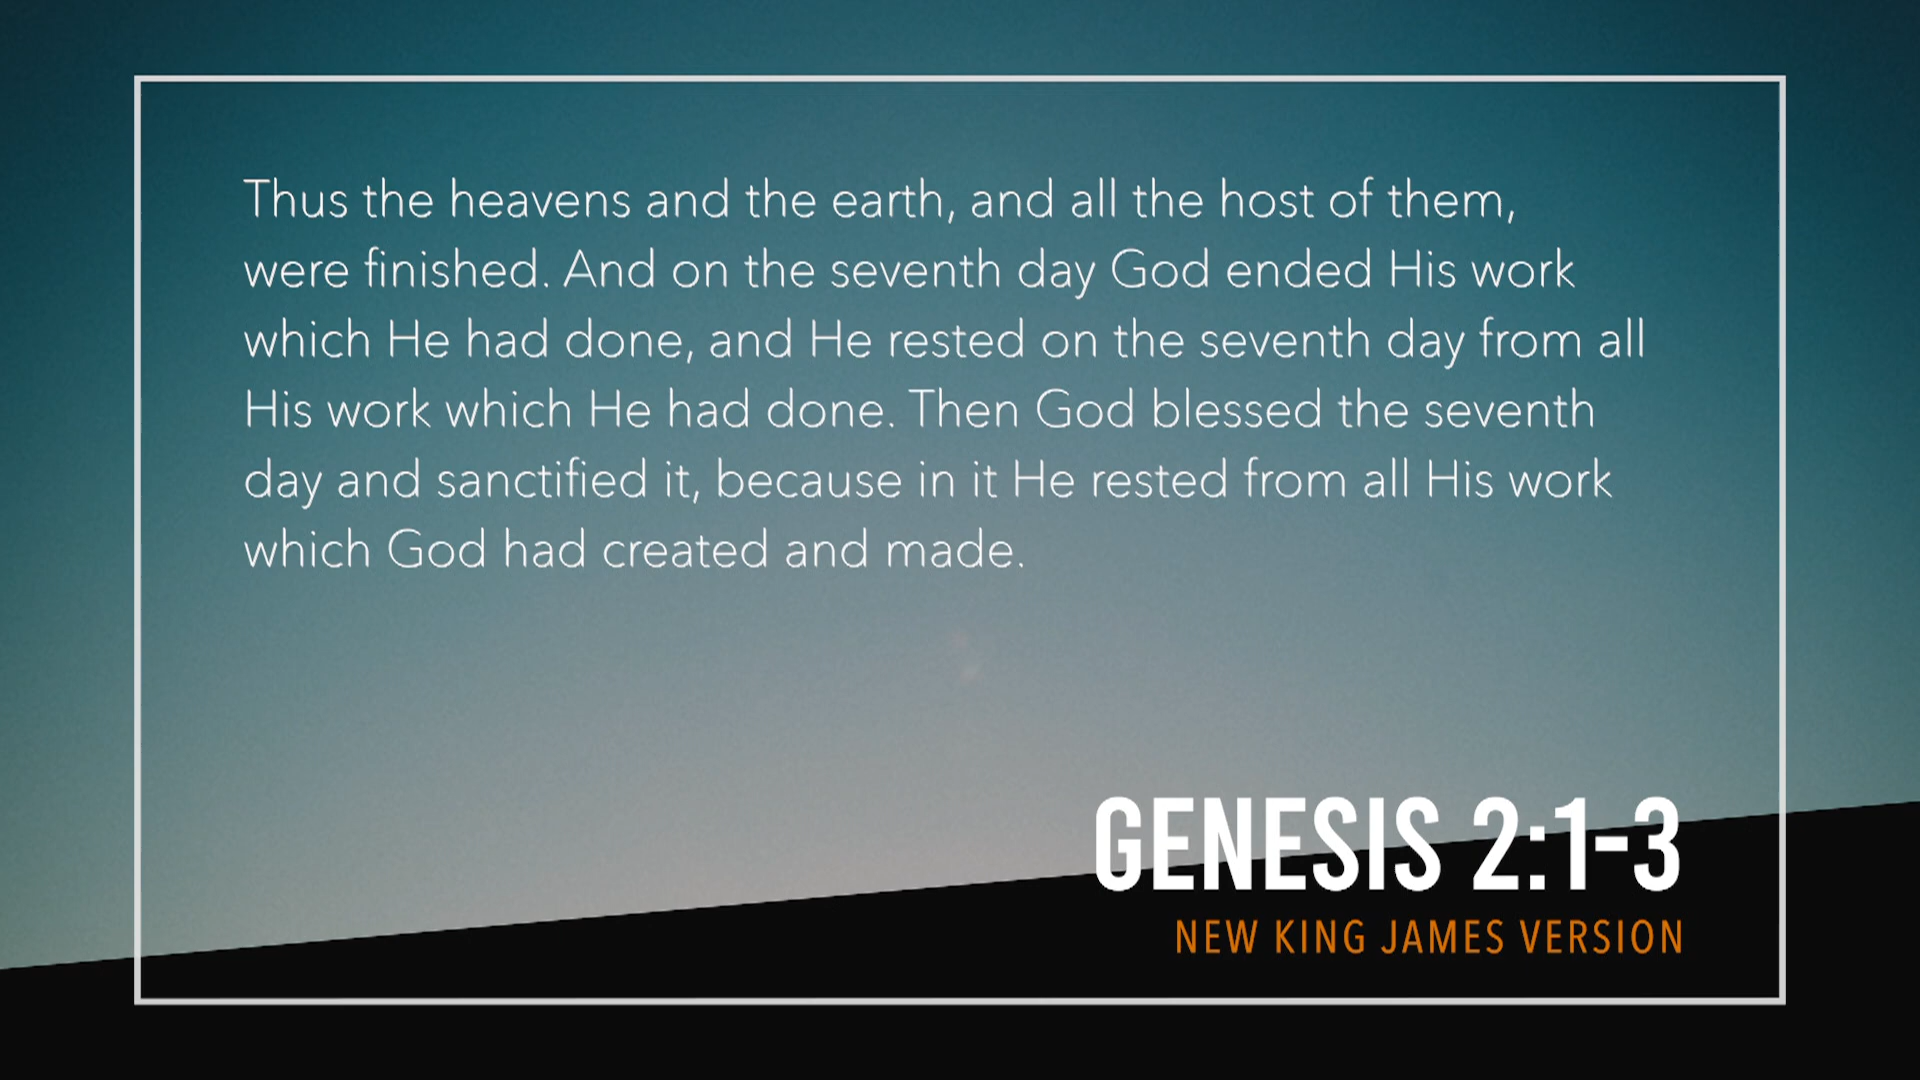 Thus the heavens and the earth, and all the host of them,
were finished. And on the seventh day God ended His work
which He had done, and He rested on the seventh day from all
His work which He had done. Then God blessed the seventh
day and sanctified it, because in it He rested from all His work
which God had created and made.
GENESIS 2:1-3
NEW KING JAMES VERSION